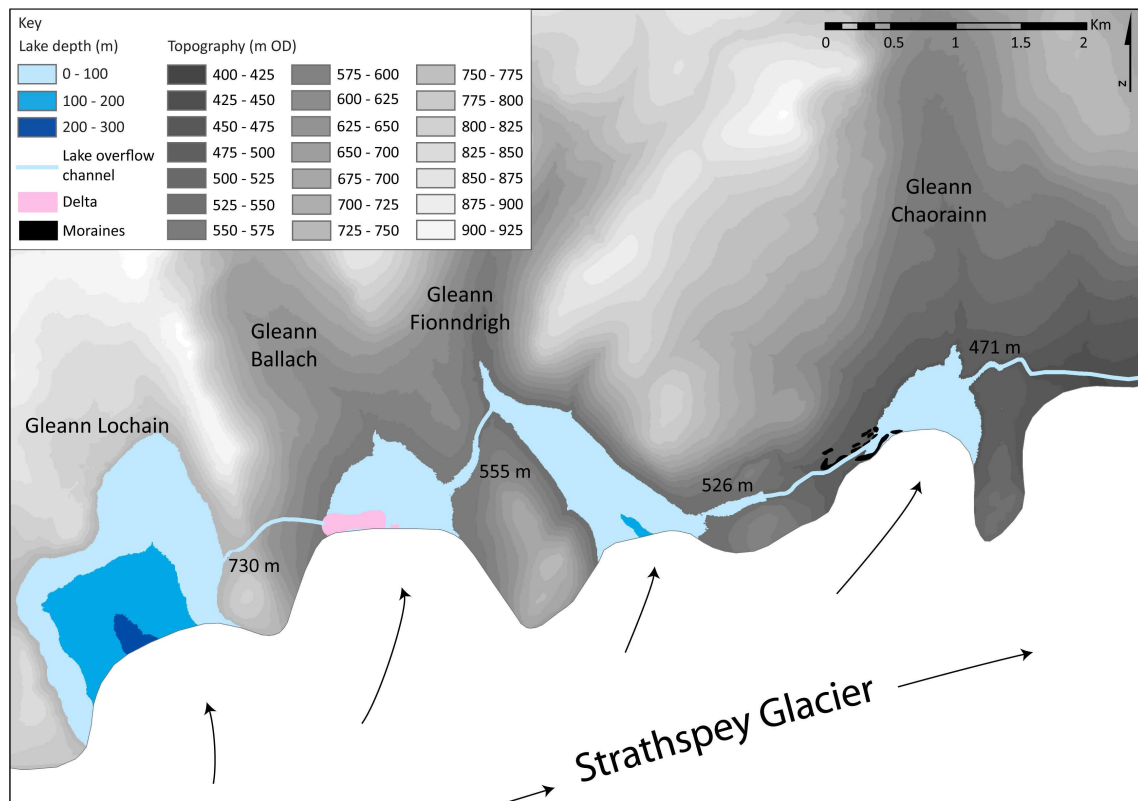 Key
Lake depth (m)
0 - 100
100 - 200
200 - 300
Lake overflow
channel
Delta
Moraines
Topography (m OD)
400 - 425
425 - 450
450 - 475
475 - 500
500 - 525
525 - 550
550 - 575
575 - 600
600 - 625
625 - 650
650 - 700
675 - 700
700 - 725
725 - 750
750 - 775
775 - 800
800 - 825
825 - 850
850 - 875
875 - 900
900 - 925
Km
0 0.5 1 1.5 2
N
Gleann
Chaorainn
Gleann
Fionndrigh
Gleann
Ballach
Gleann Lochain
471 m
555 m
526 m
730 m
Strathspey Glacier